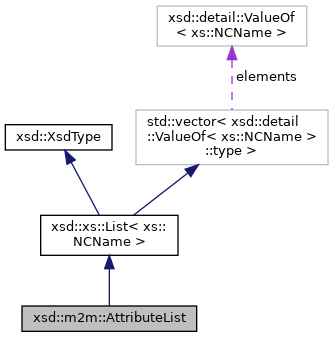 xsd::detail::ValueOf
< xs::NCName >
elements
xsd::XsdType
std::vector< xsd::detail
::ValueOf< xs::NCName >
::type >
xsd::xs::List< xs::
NCName >
xsd::m2m::AttributeList